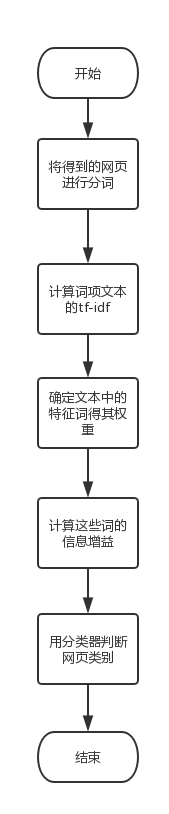 开始
将得到的网页
进行分词
计算词项文本
的tf-idf
确定文本中的
特征词得其权
重
计算这些词的
信息增益
用分类器判断
网页类别
结束